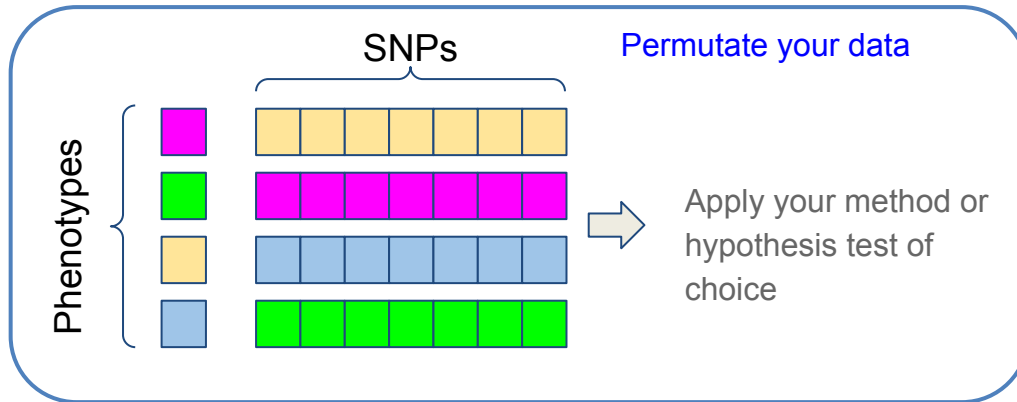 SNPs
Permutate your data
Phenotypes
Apply your method or
hypothesis test of
choice